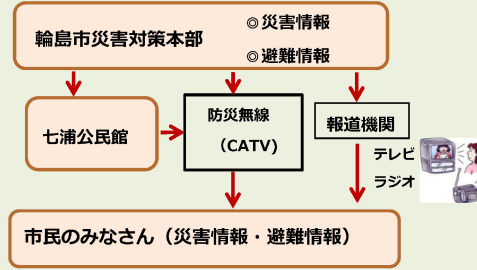 輪島市災害対策本部
◎災害情報
◎避難情報
七浦公民館
防災無線
（CATV）
報道機関
テレビ
ラジオ
市民のみなさん（災害情報・避難情報）